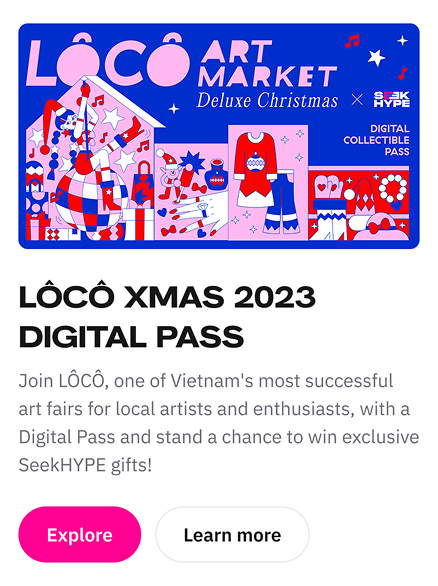 LÔCÔ ART
MARKET
Deluxe Christmas × SEEK
HYPE
DIGITAL
COLLECTIBLE
PASS
LÔCÔ XMAS 2023
DIGITAL PASS
Join LÔCÔ, one of Vietnam's most successful
art fairs for local artists and enthusiasts, with a
Digital Pass and stand a chance to win exclusive
SeekHYPE gifts!
Explore
Learn more